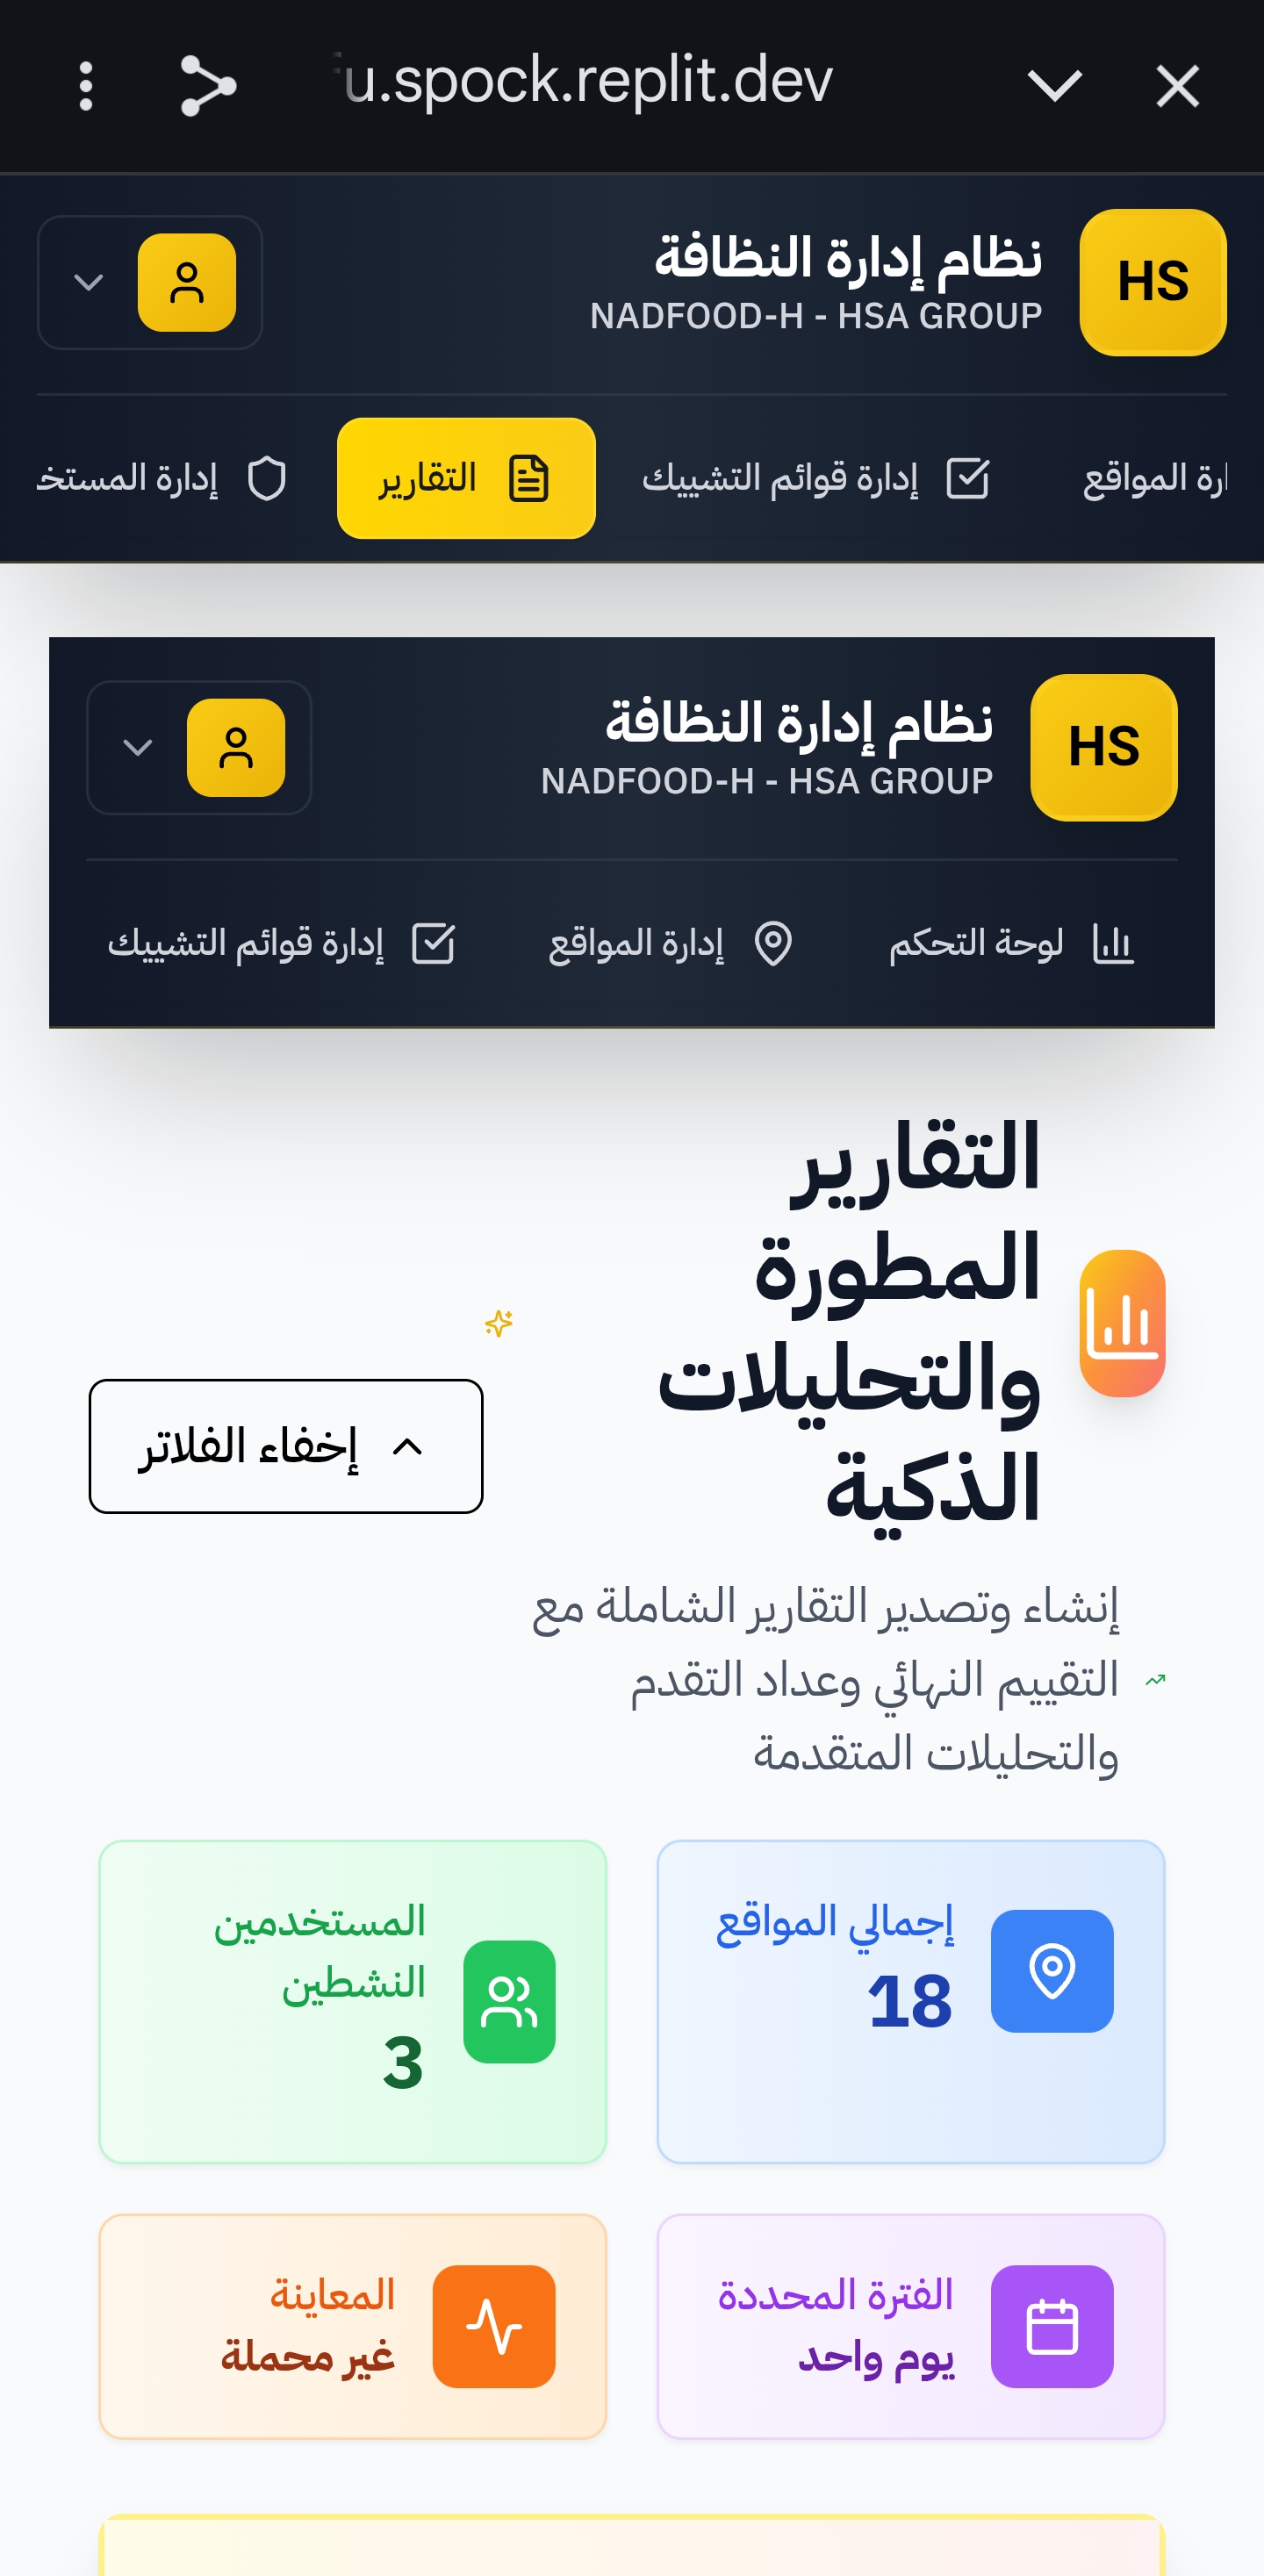 u.spock.replit.dev
HS
نظام إدارة النظافة
NADFOOD-H - HSA GROUP
المواقع
إدارة قوائم التشييك
التقارير
إدارة
HS
نظام إدارة النظافة
NADFOOD-H - HSA GROUP
لوحة التحكم
إدارة المواقع
إدارة قوائم التشييك
التقارير
المطورة
والتحليلات
الذكية
إخفاء الفلاتر
إنشاء وتصدير التقارير الشاملة مع
التقييم النهائي وعداد التقدم
والتحليلات المتقدمة
إجمالي المواقع
18
المستخدمين
النشطين
3
الفترة المحددة
يوم واحد
المعاينة
غير محملة